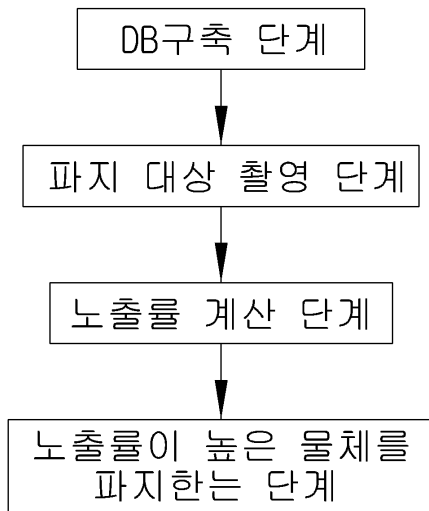 DB구축 단계
파지 대상 촬영 단계
노출률 계산 단계
노출률이 높은 물체를
파지한는 단계